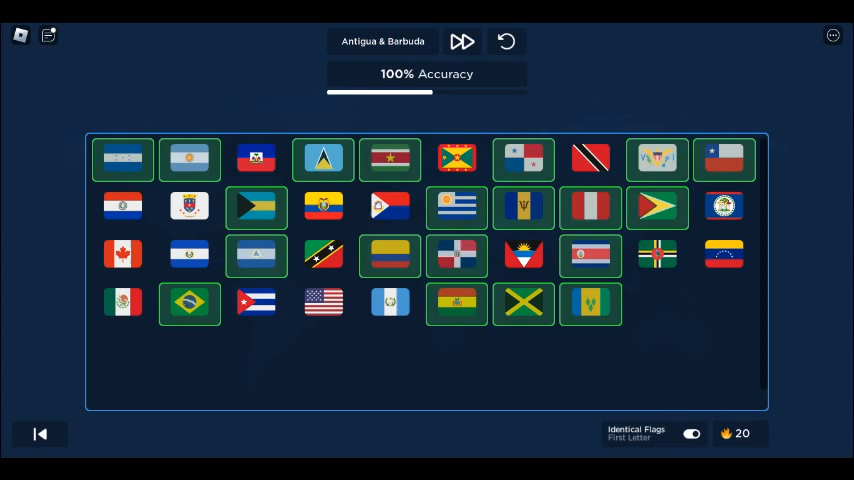 Antigua & Barbuda
100% Accuracy
Identical Flags
First Letter
20